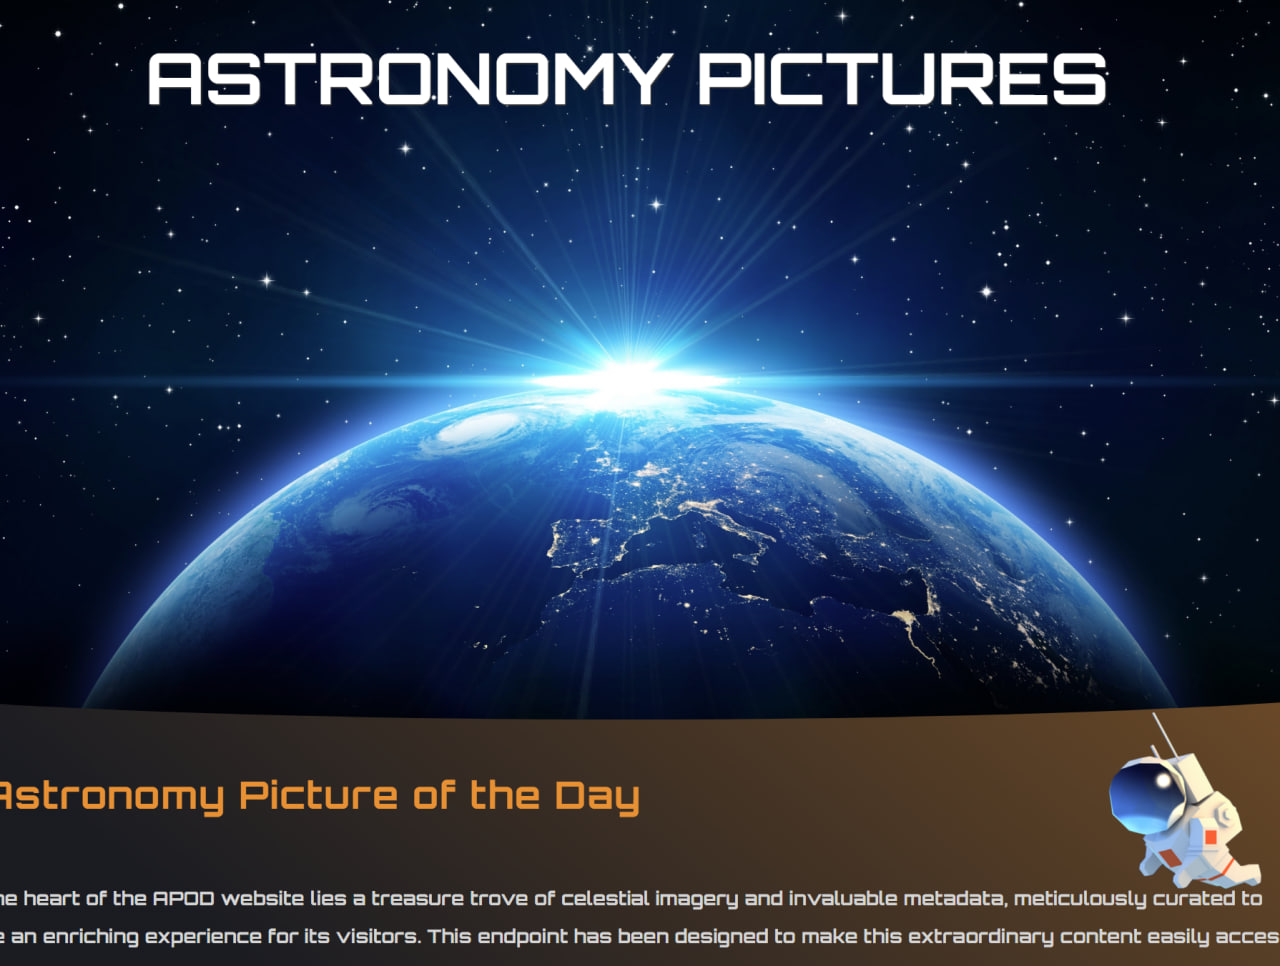 ASTRONOMY PICTURES
Astronomy Picture of the Day
heart of the APOD website lies a treasure trove of celestial imagery and invaluable metadata, meticulously curated to
an enriching experience for its visitors. This endpoint has been designed to make this extraordinary content easily